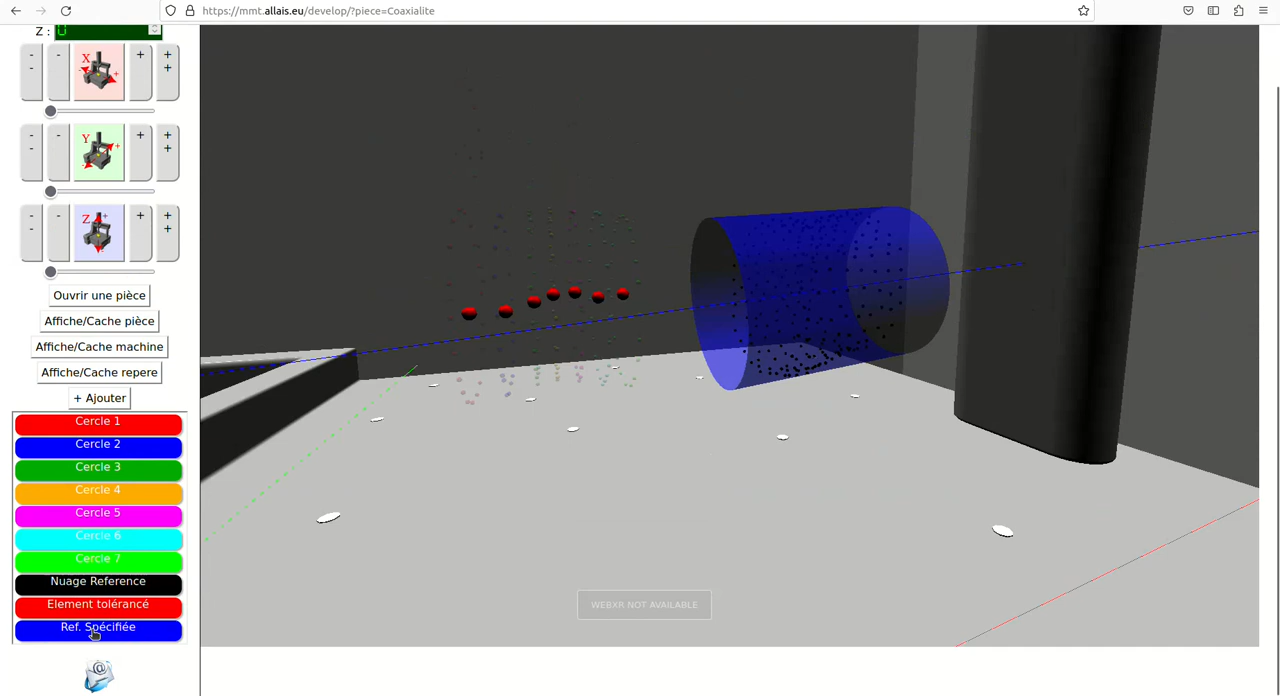 https://mmt.allais.eu/develop/?piece=Coaxialite
Z : 0
- - X - + + +
- +
- - Y - + + +
- +
- - Z + - + +
- +
Ouvrir une pièce
Affiche/Cache pièce
Affiche/Cache machine
Affiche/Cache repere
+ Ajouter
Cercle 1
Cercle 2
Cercle 3
Cercle 4
Cercle 5
Cercle 6
Cercle 7
Nuage Reference
Element tolérancé
Ref. Spécifiée
@
WEBXR NOT AVAILABLE